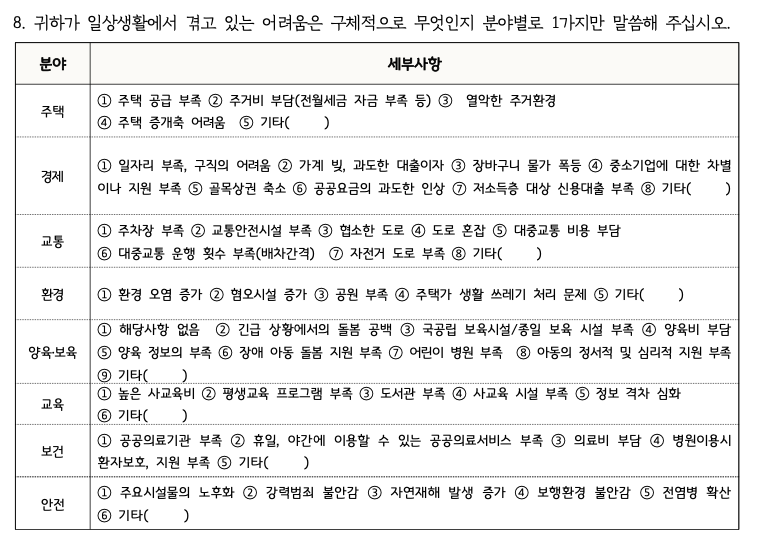 8. 귀하가 일상생활에서 겪고 있는 어려움은 구체적으로 무엇인지 분야별로 1가지만 말씀해 주십시오.
분야 세부사항
주택
① 주택 공급 부족 ② 주거비 부담(전월세금 자금 부족 등) ③ 열악한 주거환경
④ 주택 증개축 어려움 ⑤ 기타( )
경제
① 일자리 부족, 구직의 어려움 ② 가계 빚, 과도한 대출이자 ③ 장바구니 물가 폭등 ④ 중소기업에 대한 차별
이나 지원 부족 ⑤ 골목상권 축소 ⑥ 공공요금의 과도한 인상 ⑦ 저소득층 대상 신용대출 부족 ⑧ 기타( )
교통
① 주차장 부족 ② 교통안전시설 부족 ③ 협소한 도로 ④ 도로 혼잡 ⑤ 대중교통 비용 부담
⑥ 대중교통 운행 횟수 부족(배차간격) ⑦ 자전거 도로 부족 ⑧ 기타( )
환경
① 환경 오염 증가 ② 혐오시설 증가 ③ 공원 부족 ④ 주택가 생활 쓰레기 처리 문제 ⑤ 기타( )
양육·보육
① 해당사항 없음 ② 긴급 상황에서의 돌봄 공백 ③ 국공립 보육시설/종일 보육 시설 부족 ④ 양육비 부담
⑤ 양육 정보의 부족 ⑥ 장애 아동 돌봄 지원 부족 ⑦ 어린이 병원 부족 ⑧ 아동의 정서적 및 심리적 지원 부족
⑨ 기타( )
교육
① 높은 사교육비 ② 평생교육 프로그램 부족 ③ 도서관 부족 ④ 사교육 시설 부족 ⑤ 정보 격차 심화
⑥ 기타( )
보건
① 공공의료기관 부족 ② 휴일, 야간에 이용할 수 있는 공공의료서비스 부족 ③ 의료비 부담 ④ 병원이용시
환자보호, 지원 부족 ⑤ 기타( )
안전
① 주요시설물의 노후화 ② 강력범죄 불안감 ③ 자연재해 발생 증가 ④ 보행환경 불안감 ⑤ 전염병 확산
⑥ 기타( )